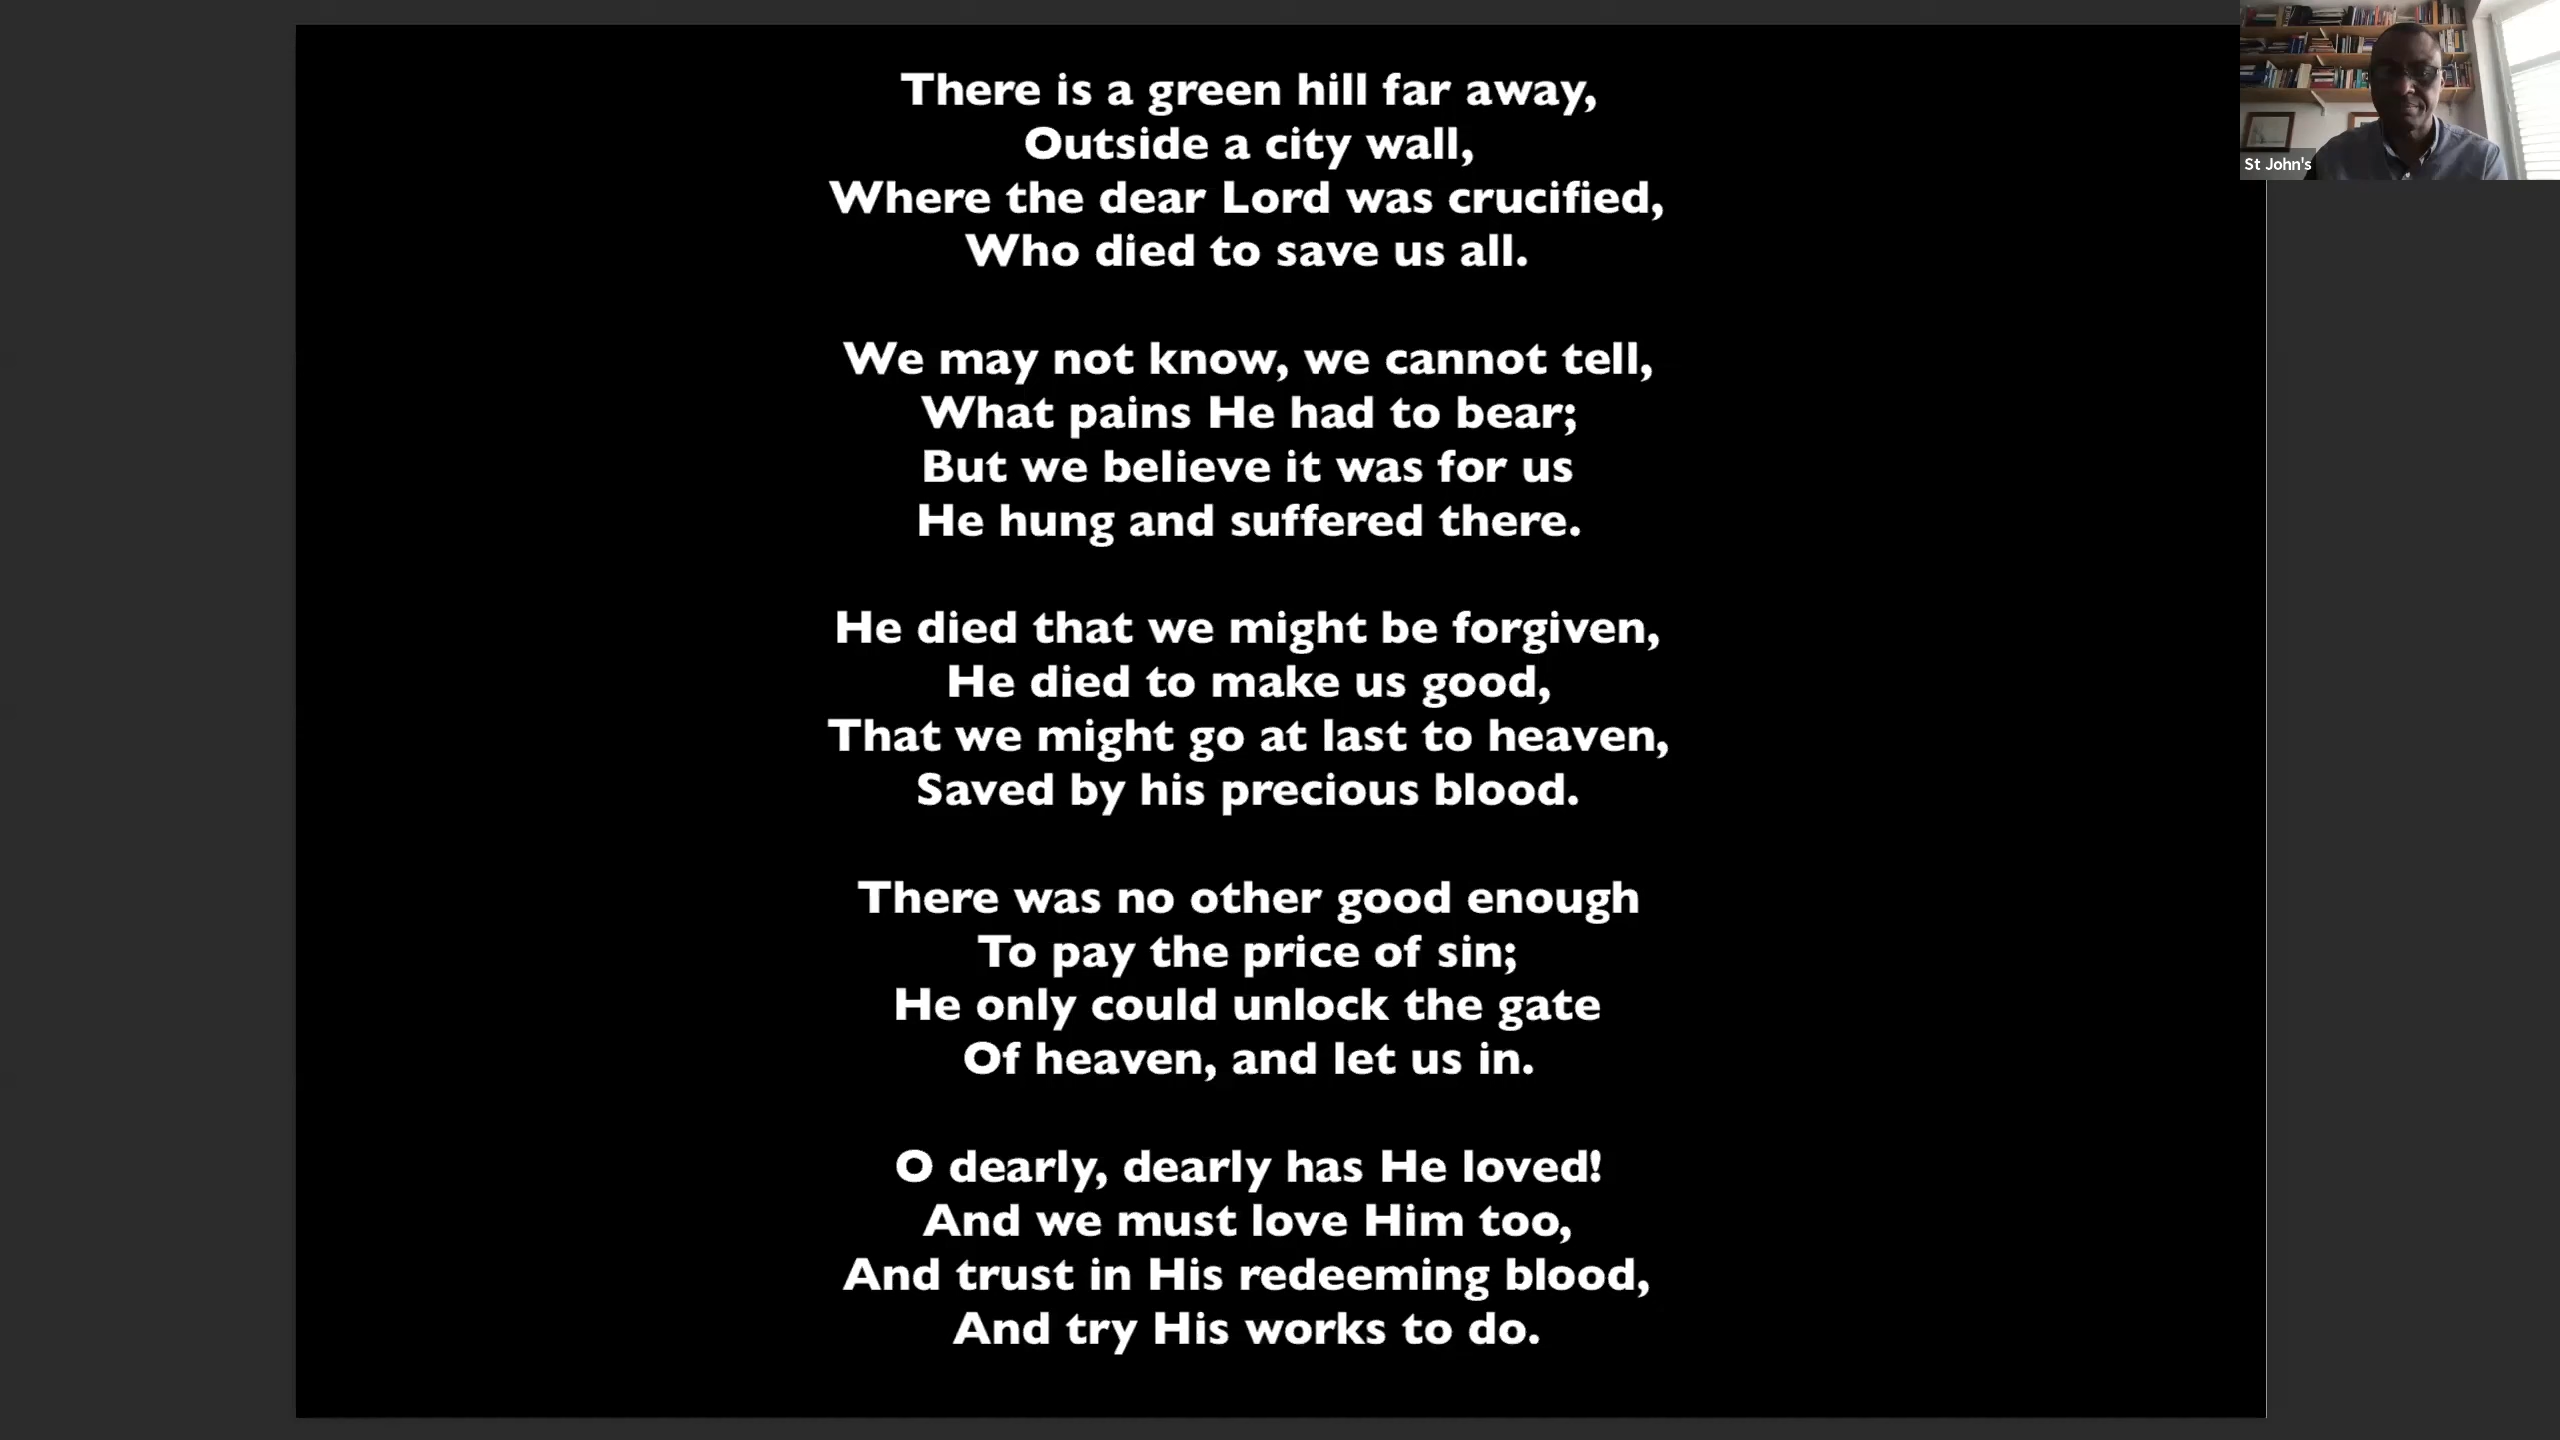 There is a green hill far away,
Outside a city wall,
Where the dear Lord was crucified,
Who died to save us all.
We may not know, we cannot tell,
What pains He had to bear;
But we believe it was for us
He hung and suffered there.
He died that we might be forgiven,
He died to make us good,
That we might go at last to heaven,
Saved by his precious blood.
There was no other good enough
To pay the price of sin;
He only could unlock the gate
Of heaven, and let us in.
O dearly, dearly has He loved!
And we must love Him too,
And trust in His redeeming blood,
And try His works to do.
St John's